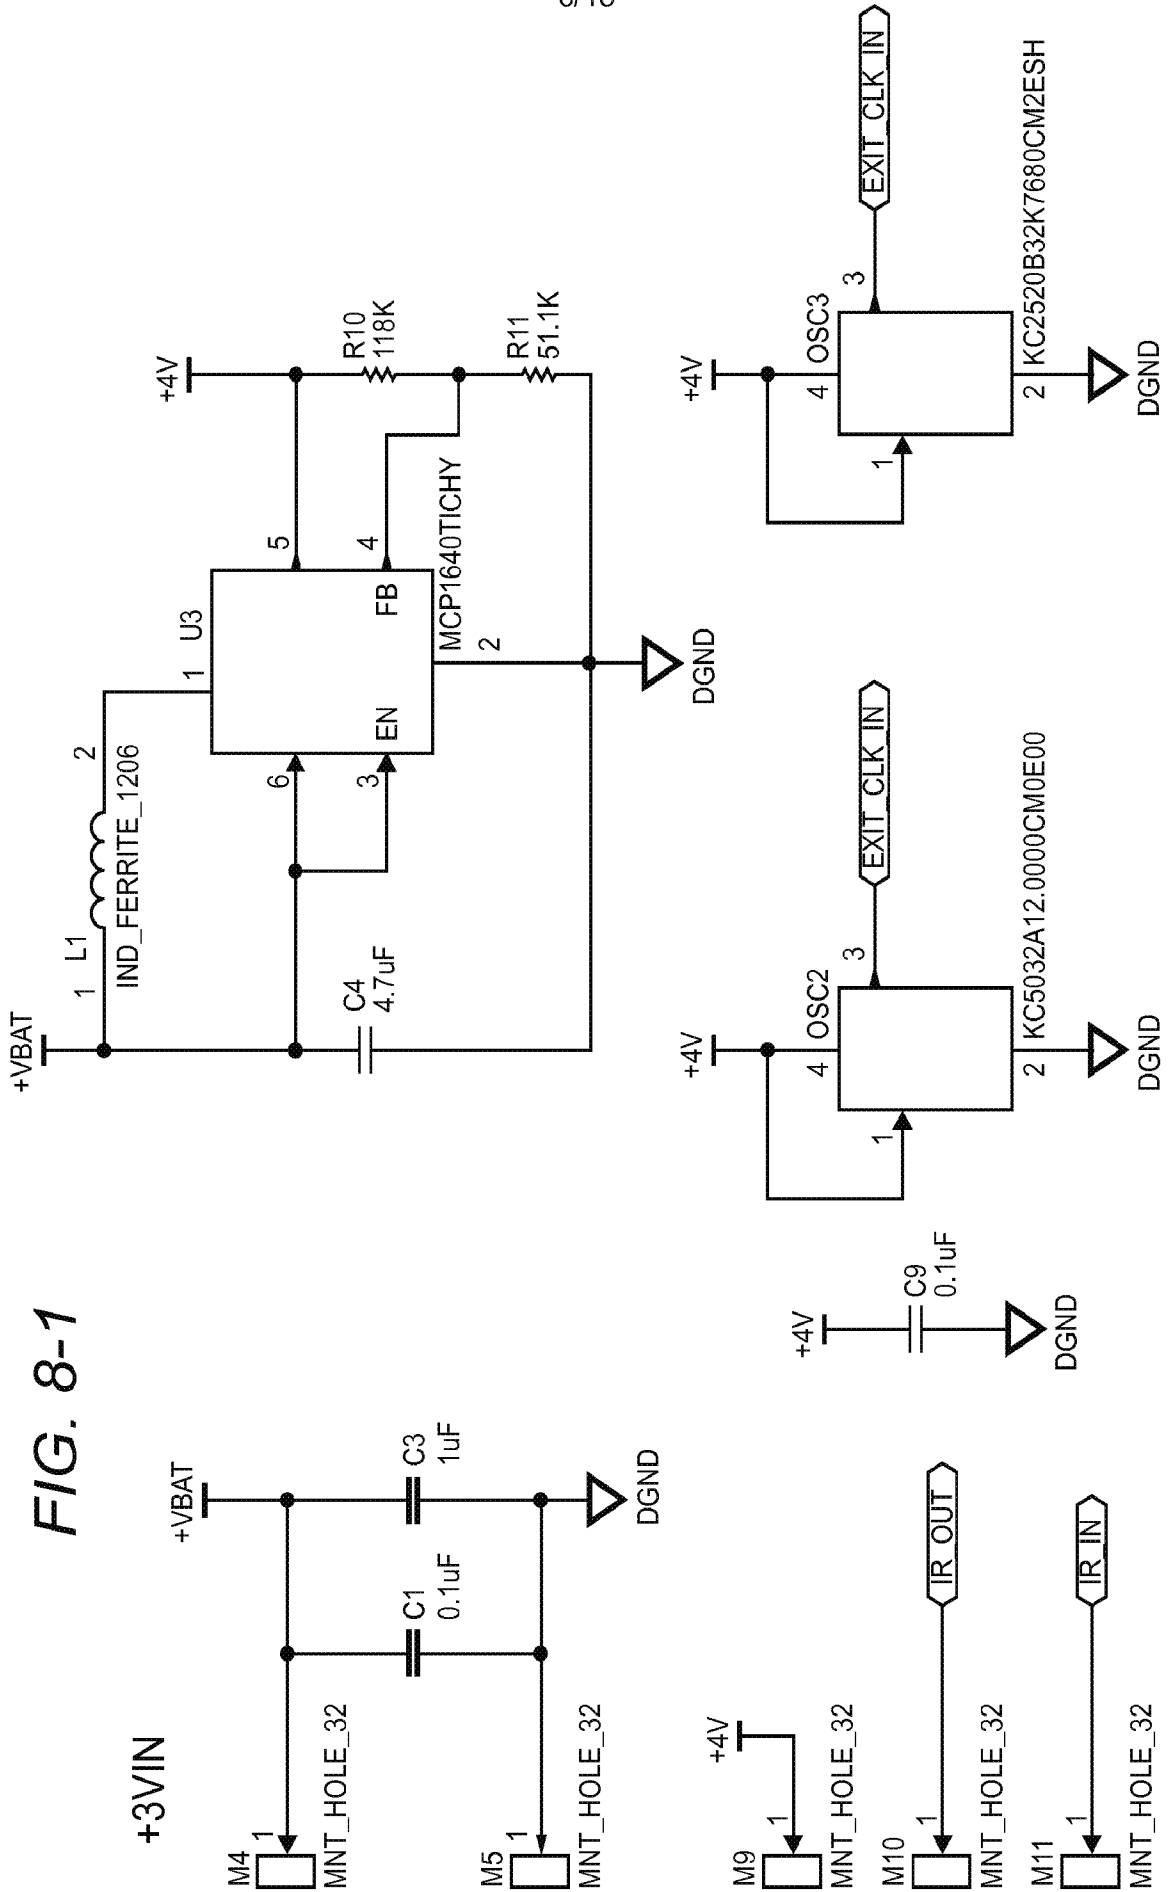 FIG. 8-1
+3VIN
M4
1
MNT_HOLE_32
M5
1
MNT_HOLE_32
+VBAT
C1
0.1uF
C3
1uF
DGND
+VBAT
1
L1
2
IND_FERRITE_1206
C4
4.7uF
U3
1
6
3
EN
5
4
FB
MCP1640TICHY
2
DGND
+4V
R10
118K
R11
51.1K
M9
1
MNT_HOLE_32
+4V
M10
1
MNT_HOLE_32
IR_OUT
M11
1
MNT_HOLE_32
IR_IN
+4V
C9
0.1uF
DGND
+4V
4
OSC2
1
3
EXIT_CLK_IN
2
KC5032A12.0000CM0E00
DGND
+4V
4
OSC3
1
3
EXIT_CLK_IN
2
KC2520B32K7680CM2ESH
DGND